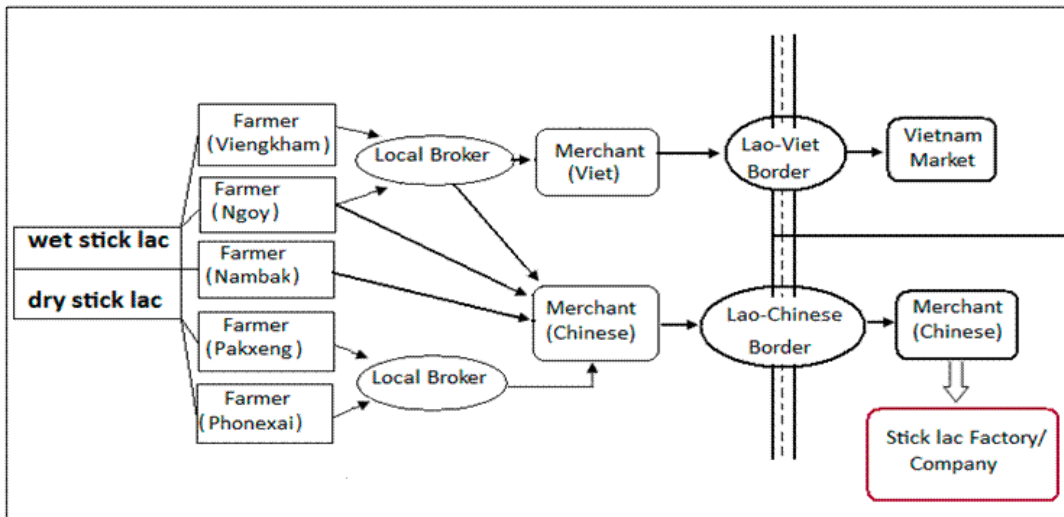 wet stick lac
dry stick lac
Farmer
(Viengkham)
Farmer
(Ngoy)
Farmer
(Nambak)
Farmer
(Pakxeng)
Farmer
(Phonexai)
Local Broker
Local Broker
Merchant
(Viet)
Merchant
(Chinese)
Lao-Viet
Border
Lao-Chinese
Border
Vietnam
Market
Merchant
(Chinese)
Stick lac Factory/
Company